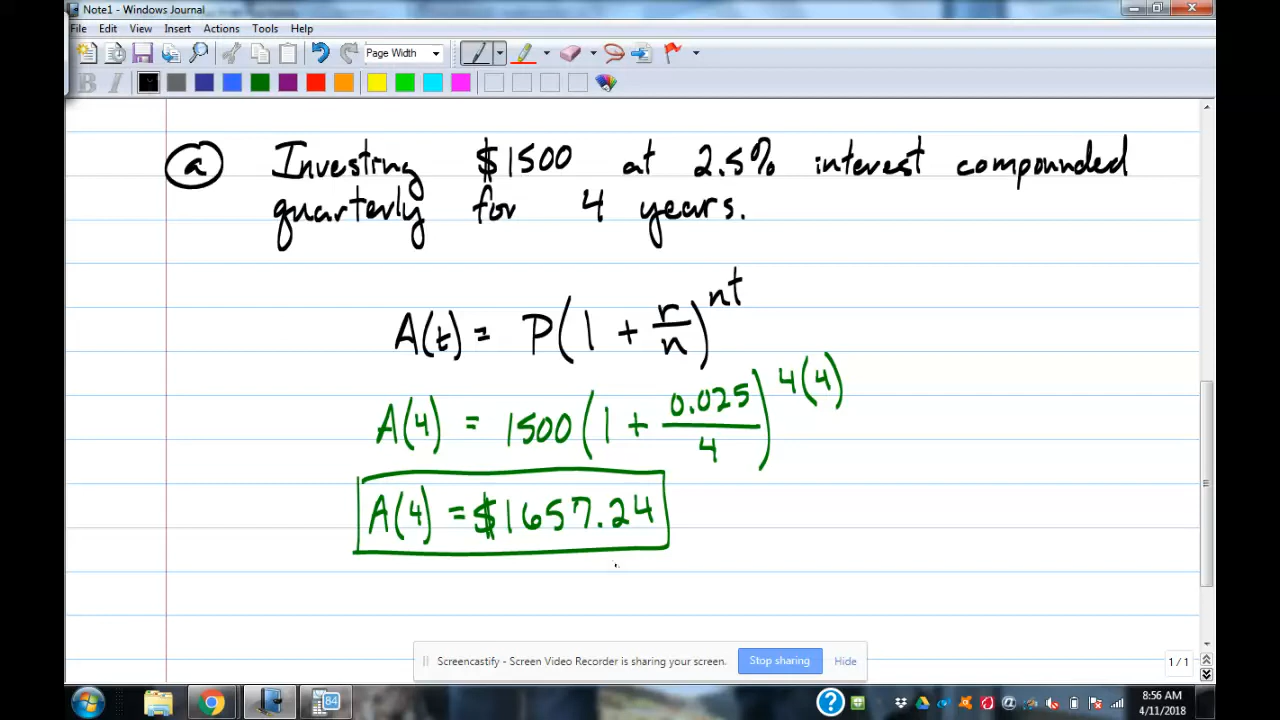 Note1 - Windows Journal
File Edit View Insert Actions Tools Help
Page Width
B I
a Investing $1500 at 2.5% interest compounded
quarterly for 4 years.
A(t) = P(1 + r/n)^nt
A(4) = 1500(1 + 0.025/4)^4(4)
A(4) = $1657.24
Screencastify - Screen Video Recorder is sharing your screen. Stop sharing Hide
1 / 1
84
8:56 AM
4/11/2018